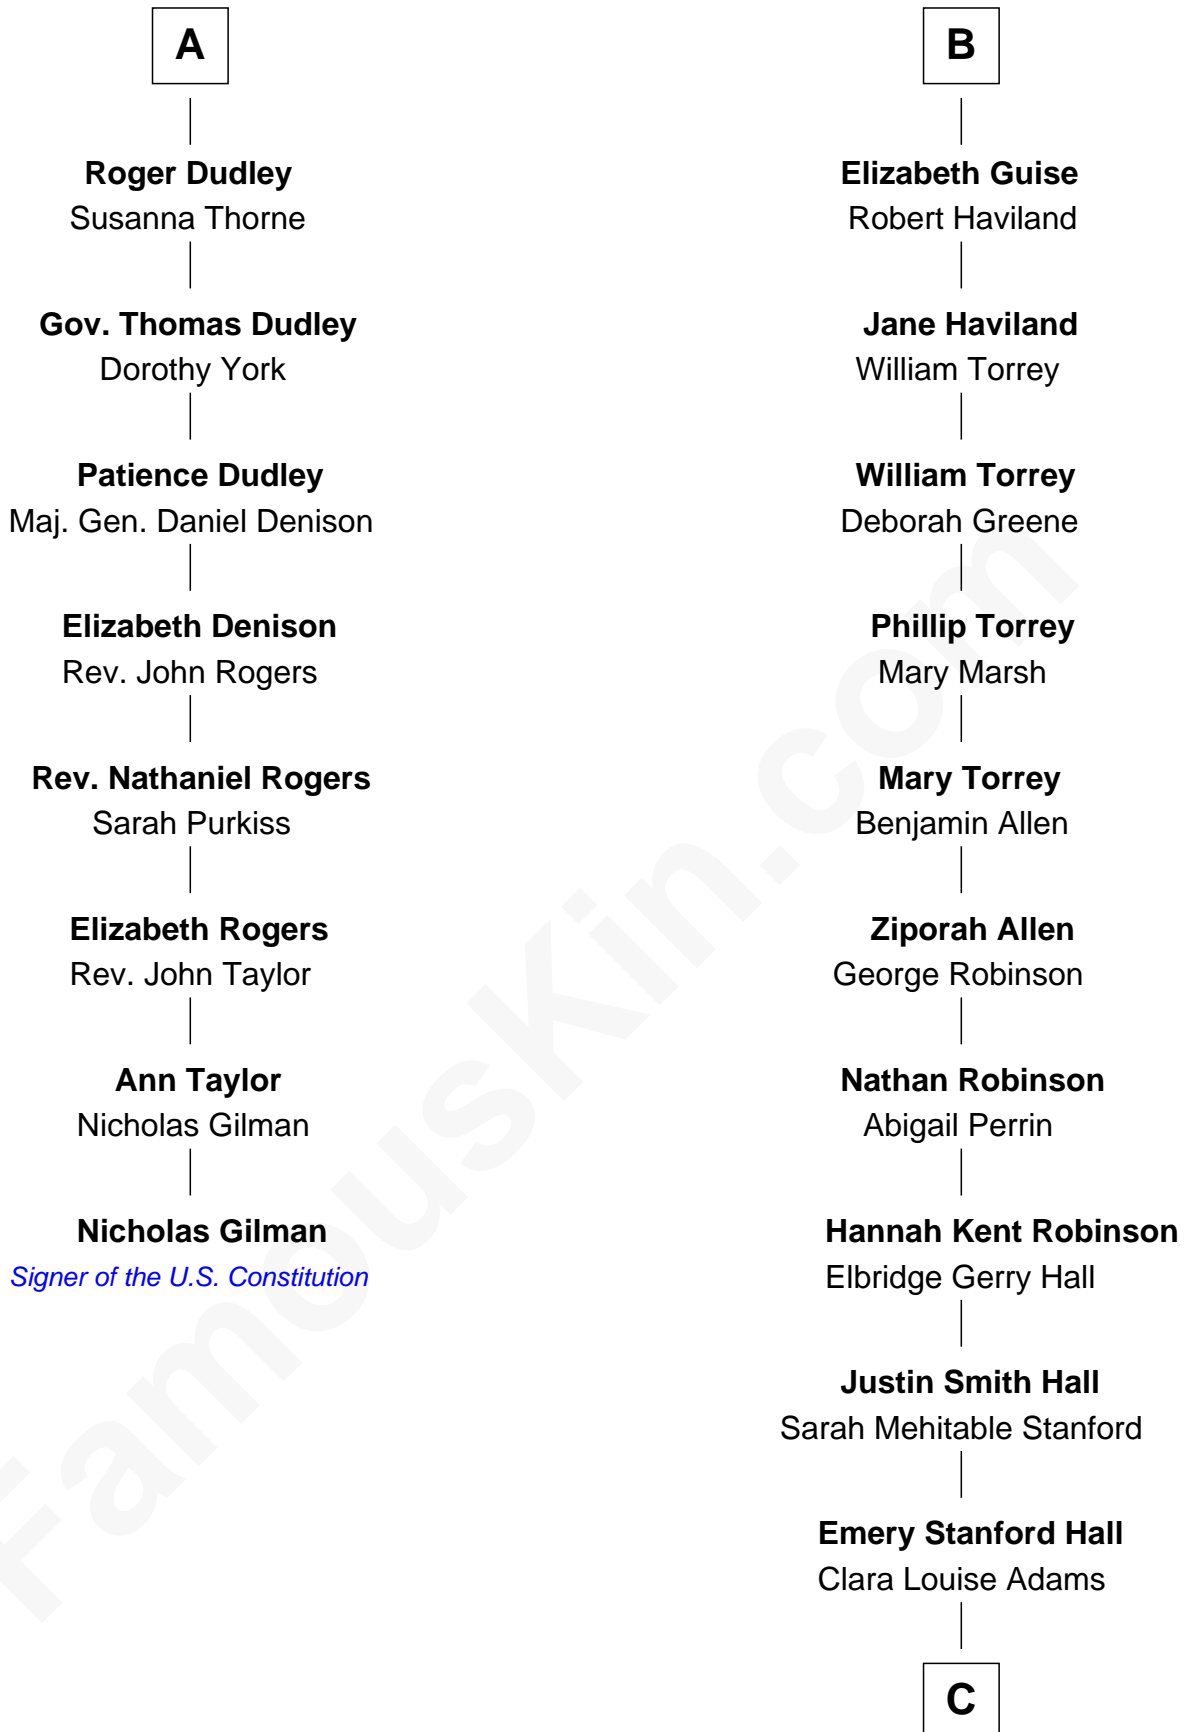 A
Roger Dudley
Susanna Thorne
Gov. Thomas Dudley
Dorothy York
Patience Dudley
Maj. Gen. Daniel Denison
Elizabeth Denison
Rev. John Rogers
Rev. Nathaniel Rogers
Sarah Purkiss
Elizabeth Rogers
Rev. John Taylor
Ann Taylor
Nicholas Gilman
Nicholas Gilman
Signer of the U.S. Constitution
B
Elizabeth Guise
Robert Haviland
Jane Haviland
William Torrey
William Torrey
Deborah Greene
Phillip Torrey
Mary Marsh
Mary Torrey
Benjamin Allen
Ziporah Allen
George Robinson
Nathan Robinson
Abigail Perrin
Hannah Kent Robinson
Elbridge Gerry Hall
Justin Smith Hall
Sarah Mehitable Stanford
Emery Stanford Hall
Clara Louise Adams
C
FamousKin.com